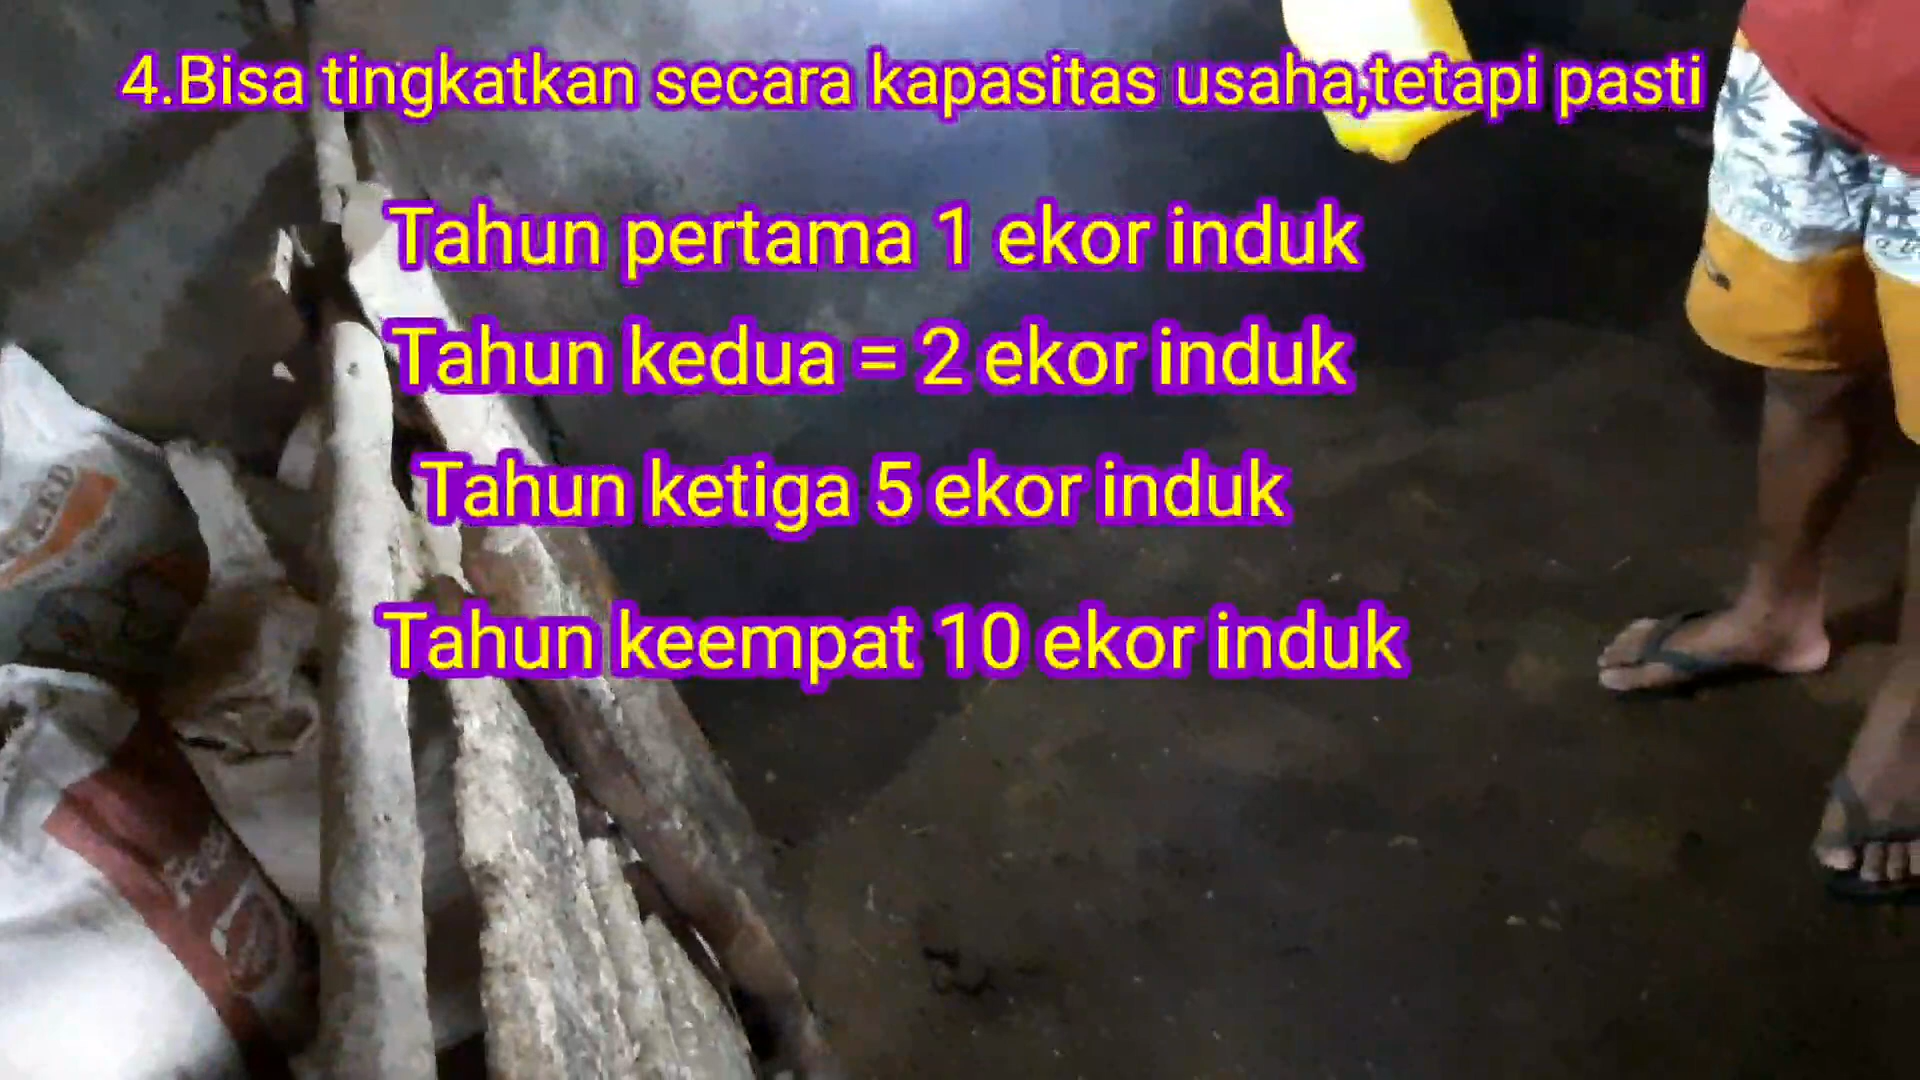 4.Bisa tingkatkan secara kapasitas usaha,tetapi pasti
Tahun pertama 1 ekor induk
Tahun kedua = 2 ekor induk
Tahun ketiga 5 ekor induk
Tahun keempat 10 ekor induk